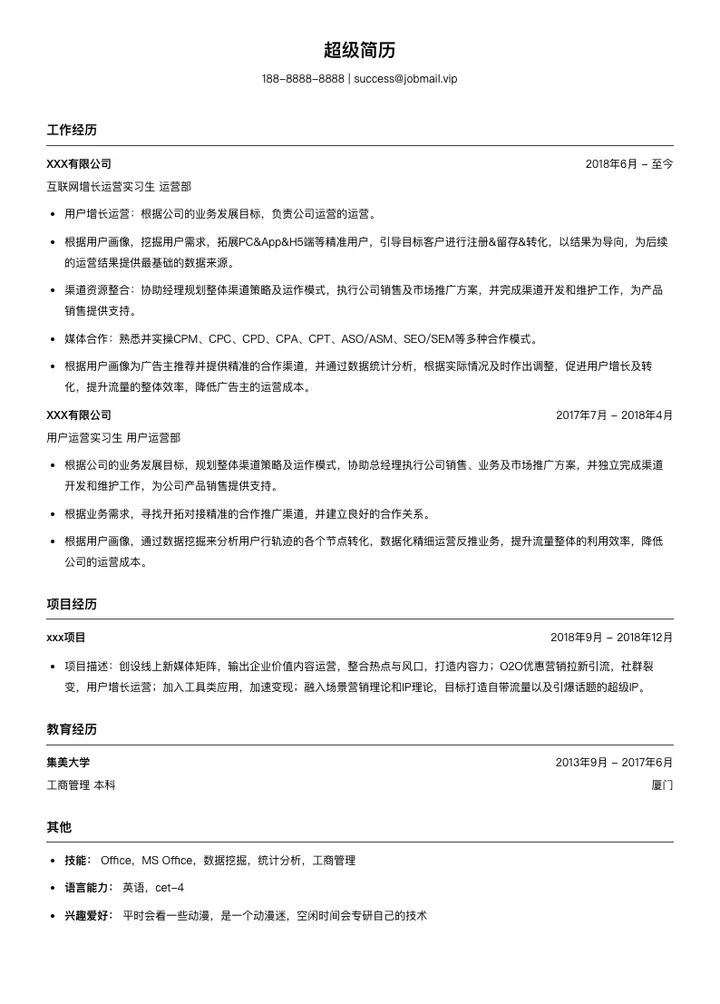 超级简历
188-8888-8888 | success@jobmail.vip
工作经历
XXX有限公司 2018年6月 – 至今
互联网增长运营实习生 运营部
• 用户增长运营：根据公司的业务发展目标，负责公司运营的运营。
• 根据用户画像，挖掘用户需求，拓展PC&App&H5端等精准用户，引导目标客户进行注册&留存&转化，以结果为导向，为后续
的运营结果提供最基础的数据来源。
• 渠道资源整合：协助经理规划整体渠道策略及运作模式，执行公司销售及市场推广方案，并完成渠道开发和维护工作，为产品
销售提供支持。
• 媒体合作：熟悉并实操CPM、CPC、CPD、CPA、CPT、ASO/ASM、SEO/SEM等多种合作模式。
• 根据用户画像为广告主推荐并提供精准的合作渠道，并通过数据统计分析，根据实际情况及时作出调整，促进用户增长及转
化，提升流量的整体效率，降低广告主的运营成本。
XXX有限公司 2017年7月 – 2018年4月
用户运营实习生 用户运营部
• 根据公司的业务发展目标，规划整体渠道策略及运作模式，协助总经理执行公司销售、业务及市场推广方案，并独立完成渠道
开发和维护工作，为公司产品销售提供支持。
• 根据业务需求，寻找开拓对接精准的合作推广渠道，并建立良好的合作关系。
• 根据用户画像，通过数据挖掘来分析用户行轨迹的各个节点转化，数据化精细运营反推业务，提升流量整体的利用效率，降低
公司的运营成本。
项目经历
xxx项目 2018年9月 – 2018年12月
• 项目描述：创设线上新媒体矩阵，输出企业价值内容运营，整合热点与风口，打造内容力；O2O优惠营销拉新引流，社群裂
变，用户增长运营；加入工具类应用，加速变现；融入场景营销理论和IP理论，目标打造自带流量以及引爆话题的超级IP。
教育经历
集美大学 2013年9月 – 2017年6月
工商管理 本科 厦门
其他
• 技能： Office，MS Office，数据挖掘，统计分析，工商管理
• 语言能力： 英语，cet-4
• 兴趣爱好： 平时会看一些动漫，是一个动漫迷，空闲时间会专研自己的技术